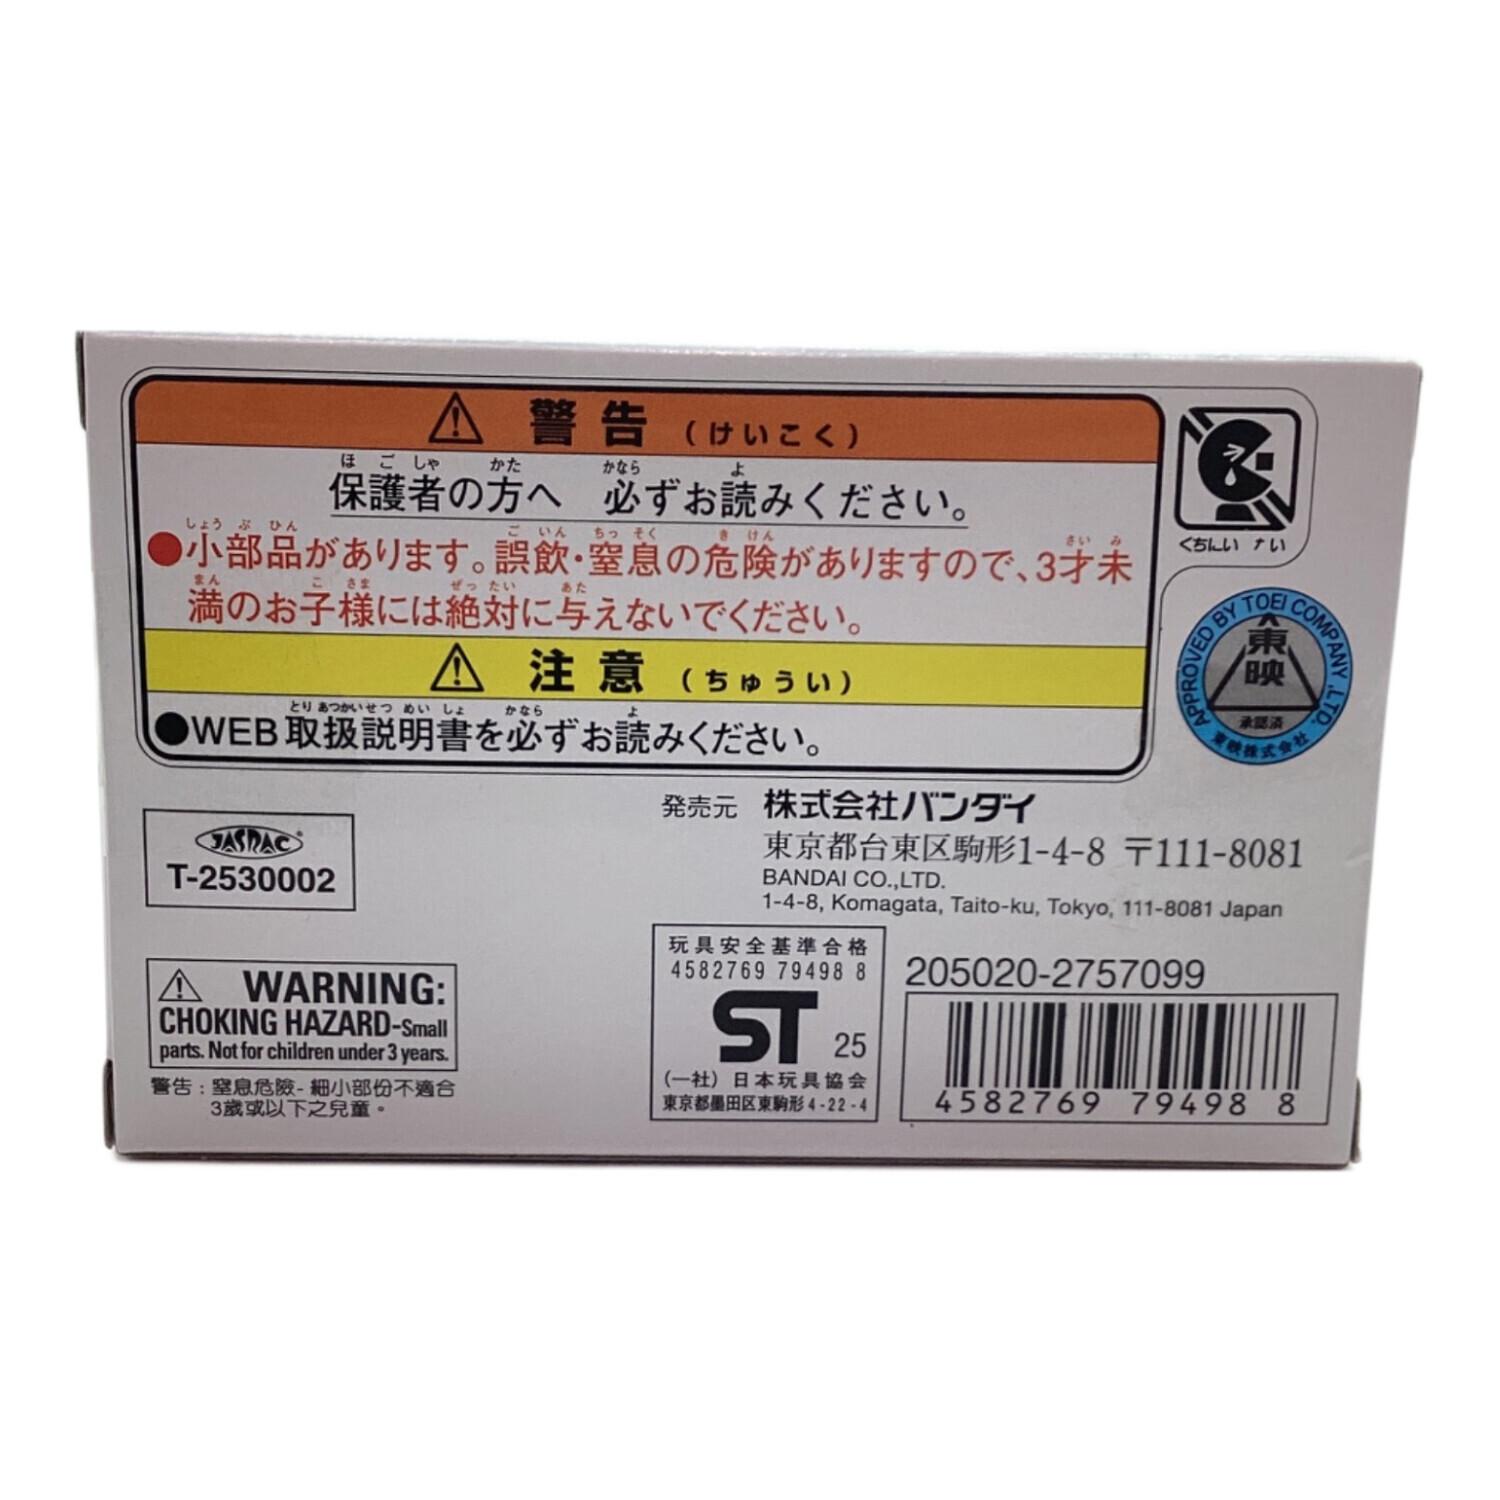 警告 (けいこく)
ほごしゃ かた かなら よ
保護者の方へ 必ずお読みください。
しょう ぶ ひん ご いん ちっ そく き けん さい み
●小部品があります。誤飲・窒息の危険がありますので、3才未
まん こ さま ぜっ たい あた
満のお子様には絶対に与えないでください。
注意 (ちゅうい)
とり あつかい せつ めい しょ かなら よ
●WEB取扱説明書を必ずお読みください。
くちにいれない
APPROVED BY TOEI COMPANY,LTD.
東映
承認済
東映株式会社
発売元 株式会社バンダイ
東京都台東区駒形1-4-8 〒111-8081
BANDAI CO.,LTD.
1-4-8, Komagata, Taito-ku, Tokyo, 111-8081 Japan
JASRAC®
T-2530002
WARNING:
CHOKING HAZARD-Small
parts. Not for children under 3 years.
警告：窒息危險-細小部份不適合
3歲或以下之兒童。
玩具安全基準合格
4582769 79498 8
ST 25
(一社) 日本玩具協会
東京都墨田区東駒形4-22-4
205020-2757099
4582769 79498 8